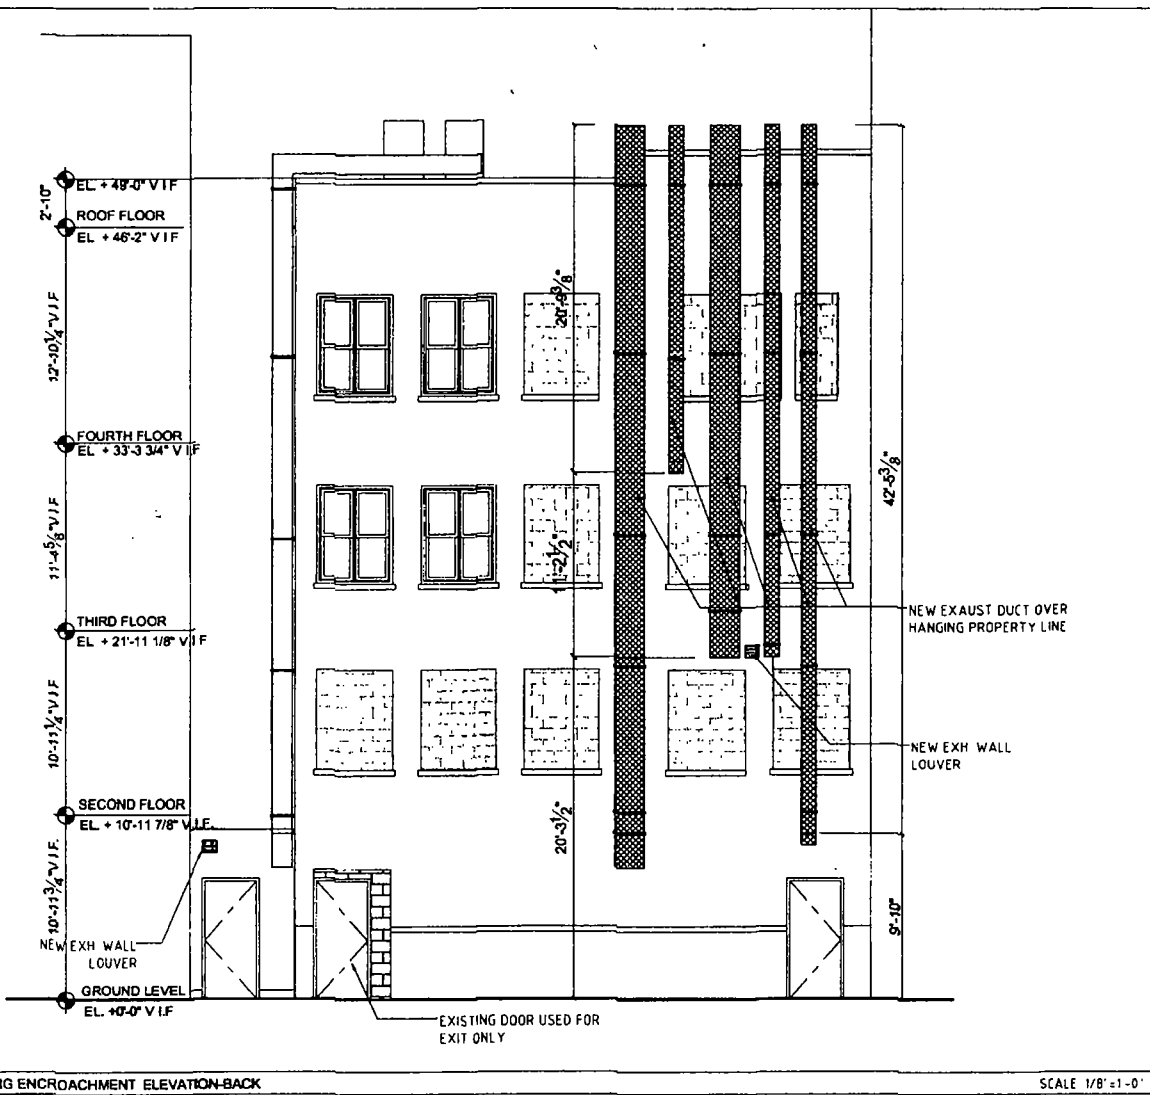 EL. + 49'-0" V I F
2'-10"
ROOF FLOOR
EL + 46'-2" V I F
12'-10 1/4" V I F
20'-9 3/8"
FOURTH FLOOR
EL + 33'-3 3/4" V I F
42'-5 3/8"
11'-4 5/8" V I F
11'-2 1/2"
NEW EXAUST DUCT OVER
HANGING PROPERTY LINE
THIRD FLOOR
EL + 21'-11 1/8" V I F
10'-11 1/4" V I F
NEW EXH WALL
LOUVER
SECOND FLOOR
EL + 10'-11 7/8" V I.F.
20'-3 1/2"
10'-11 3/4" V I F.
9'-10"
NEW EXH WALL
LOUVER
GROUND LEVEL
EL. +0'-0" V I.F
EXISTING DOOR USED FOR
EXIT ONLY
ENCROACHMENT ELEVATION-BACK
SCALE 1/8"=1-0'